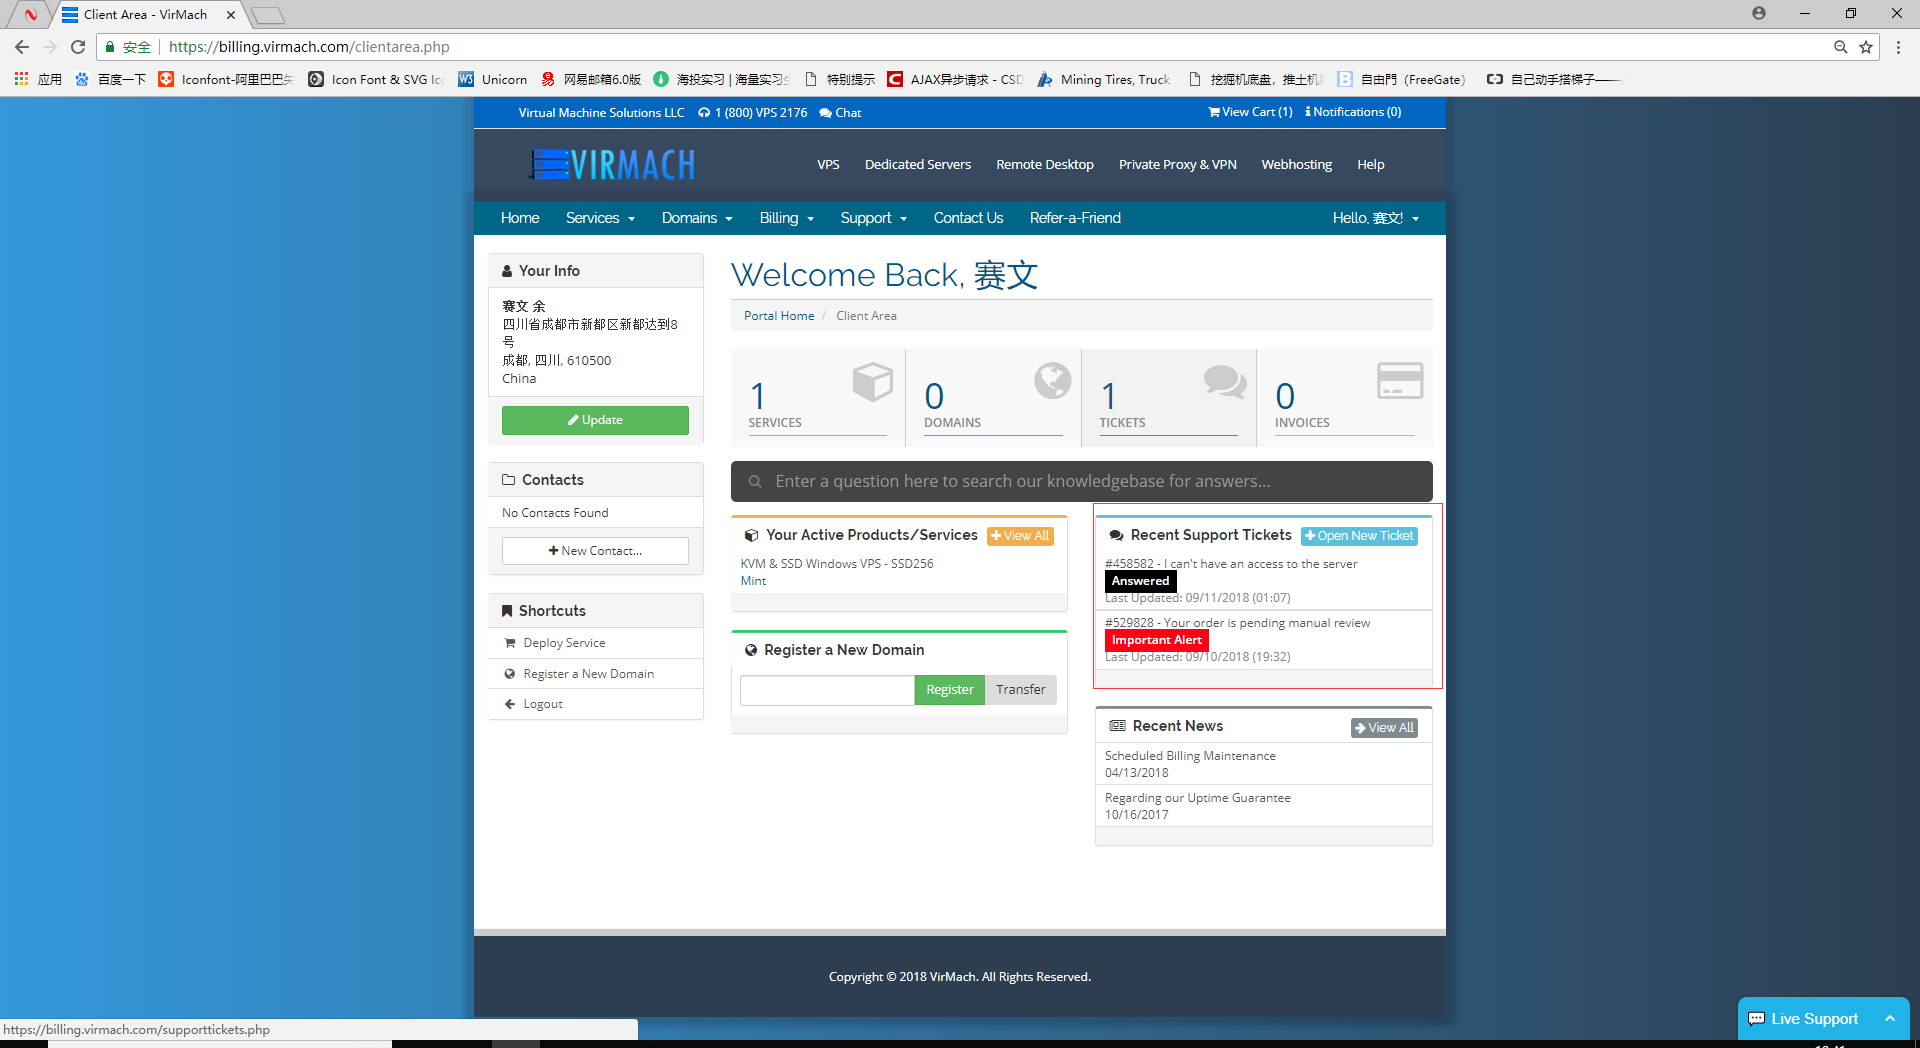 Client Area - VirMach
安全
https://billing.virmach.com/clientarea.php
应用
百度一下
Iconfont-阿里巴巴矢
Icon Font & SVG Ic
Unicorn
网易邮箱6.0版
海投实习 | 海量实习生
特别提示
AJAX异步请求 - CSD
Mining Tires, Truck
挖掘机底盘，推土机
自由門（FreeGate）
自己动手搭梯子——
Virtual Machine Solutions LLC
1 (800) VPS 2176
Chat
View Cart (1)
Notifications (0)
VIRMACH
VPS
Dedicated Servers
Remote Desktop
Private Proxy & VPN
Webhosting
Help
Home
Services
Domains
Billing
Support
Contact Us
Refer-a-Friend
Hello, 赛文!
Your Info
赛文 余
四川省成都市新都区新都达到8
号
成都, 四川, 610500
China
Update
Contacts
No Contacts Found
New Contact...
Shortcuts
Deploy Service
Register a New Domain
Logout
Welcome Back, 赛文
Portal Home / Client Area
1
SERVICES
0
DOMAINS
1
TICKETS
0
INVOICES
Enter a question here to search our knowledgebase for answers...
Your Active Products/Services
View All
KVM & SSD Windows VPS - SSD256
Mint
Register a New Domain
Register
Transfer
Recent Support Tickets
Open New Ticket
#458582 - I can't have an access to the server
Answered
Last Updated: 09/11/2018 (01:07)
#529828 - Your order is pending manual review
Important Alert
Last Updated: 09/10/2018 (19:32)
Recent News
View All
Scheduled Billing Maintenance
04/13/2018
Regarding our Uptime Guarantee
10/16/2017
Copyright © 2018 VirMach. All Rights Reserved.
https://billing.virmach.com/supporttickets.php
Live Support